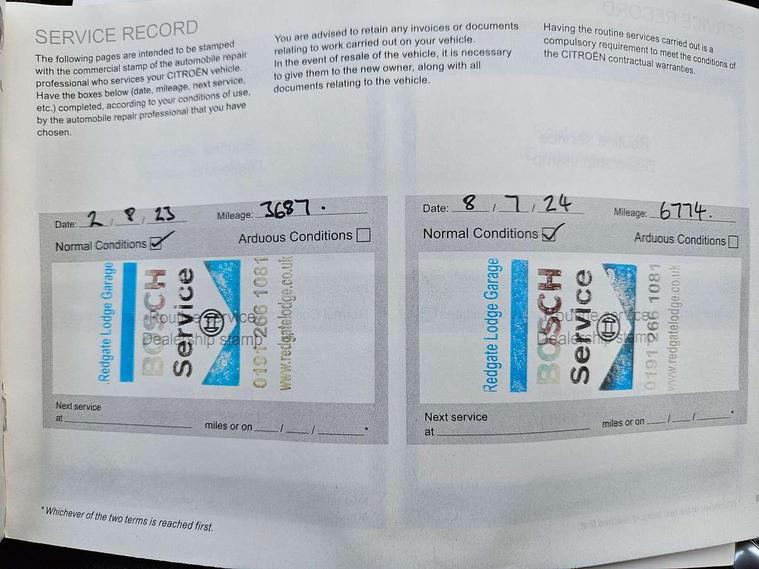 SERVICE RECORD
The following pages are intended to be stamped
with the commercial stamp of the automobile repair
professional who services your CITROËN vehicle.
Have the boxes below (date, mileage, next service,
etc.) completed, according to your conditions of use,
by the automobile repair professional that you have
chosen.
You are advised to retain any invoices or documents
relating to work carried out on your vehicle.
In the event of resale of the vehicle, it is necessary
to give them to the new owner, along with all
documents relating to the vehicle.
Having the routine services carried out is a
compulsory requirement to meet the conditions of
the CITROËN contractual warranties.
Date: 2 / 8 / 23 Mileage: 3687.
Normal Conditions Arduous Conditions
Redgate Lodge Garage
BOSCH
Service
0191 266 1081
www.redgatelodge.co.uk
Routine service
Dealership stamp
Next service
at miles or on / / *
Date: 8 / 7 / 24 Mileage: 6774.
Normal Conditions Arduous Conditions
Redgate Lodge Garage
BOSCH
Service
0191 266 1081
www.redgatelodge.co.uk
Routine service
Dealership stamp
Next service
at miles or on / / *
* Whichever of the two terms is reached first.